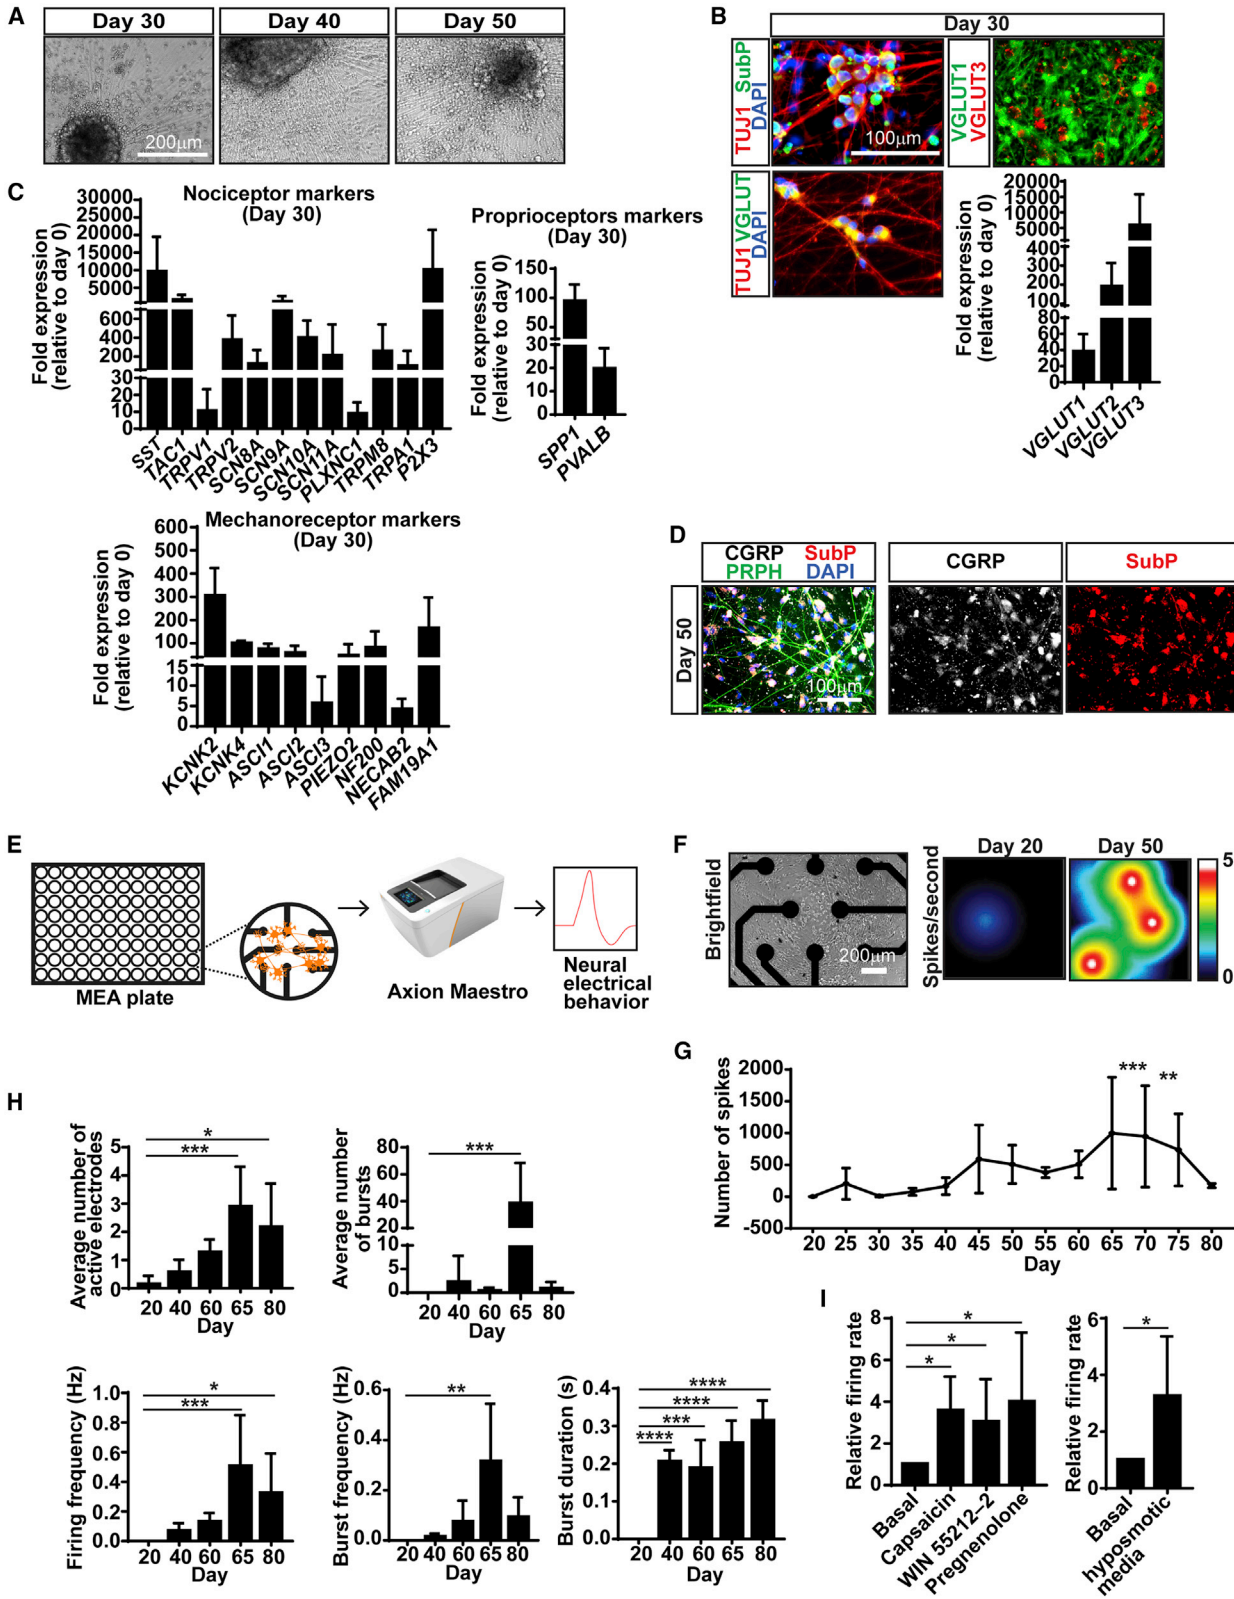 A
Day 30
Day 40
Day 50
200μm
B
Day 30
TUJ1 SubP
DAPI
100μm
VGLUT1
VGLUT3
TUJ1 VGLUT
DAPI
Fold expression
(relative to day 0)
20000
15000
10000
5000
400
300
200
100
80
60
40
20
0
VGLUT1
VGLUT2
VGLUT3
C
Nociceptor markers
(Day 30)
Fold expression
(relative to day 0)
30000
25000
20000
15000
10000
5000
600
400
200
30
20
10
0
SST
TAC1
TRPV1
TRPV2
SCN8A
SCN9A
SCN10A
SCN11A
PLXNC1
TRPM8
TRPA1
P2X3
Proprioceptors markers
(Day 30)
Fold expression
(relative to day 0)
150
100
50
30
20
10
0
SPP1
PVALB
Mechanoreceptor markers
(Day 30)
Fold expression
(relative to day 0)
600
500
400
300
200
100
15
10
5
0
KCNK2
KCNK4
ASCI1
ASCI2
ASCI3
PIEZO2
NF200
NECAB2
FAM19A1
D
CGRP SubP
PRPH DAPI
CGRP
SubP
Day 50
100μm
E
MEA plate
Axion Maestro
Neural
electrical
behavior
F
Brightfield
200μm
Spikes/second
Day 20
Day 50
5
0
G
Number of spikes
2000
1500
1000
500
0
-500
*** **
20 25 30 35 40 45 50 55 60 65 70 75 80
Day
H
Average number of
active electrodes
5
4
3
2
1
0
*
***
20 40 60 65 80
Day
Average number
of bursts
80
60
40
20
10
5
0
***
20 40 60 65 80
Day
Firing frequency (Hz)
1.0
0.8
0.6
0.4
0.2
0.0
*
***
20 40 60 65 80
Day
Burst frequency (Hz)
0.6
0.4
0.2
0.0
**
20 40 60 65 80
Day
Burst duration (s)
0.4
0.3
0.2
0.1
0.0
****
****
***
****
20 40 60 65 80
Day
I
Relative firing rate
8
6
4
2
0
*
*
*
Basal
Capsaicin
WIN 55212–2
Pregnenolone
Relative firing rate
6
4
2
0
*
Basal
hyposmotic
media